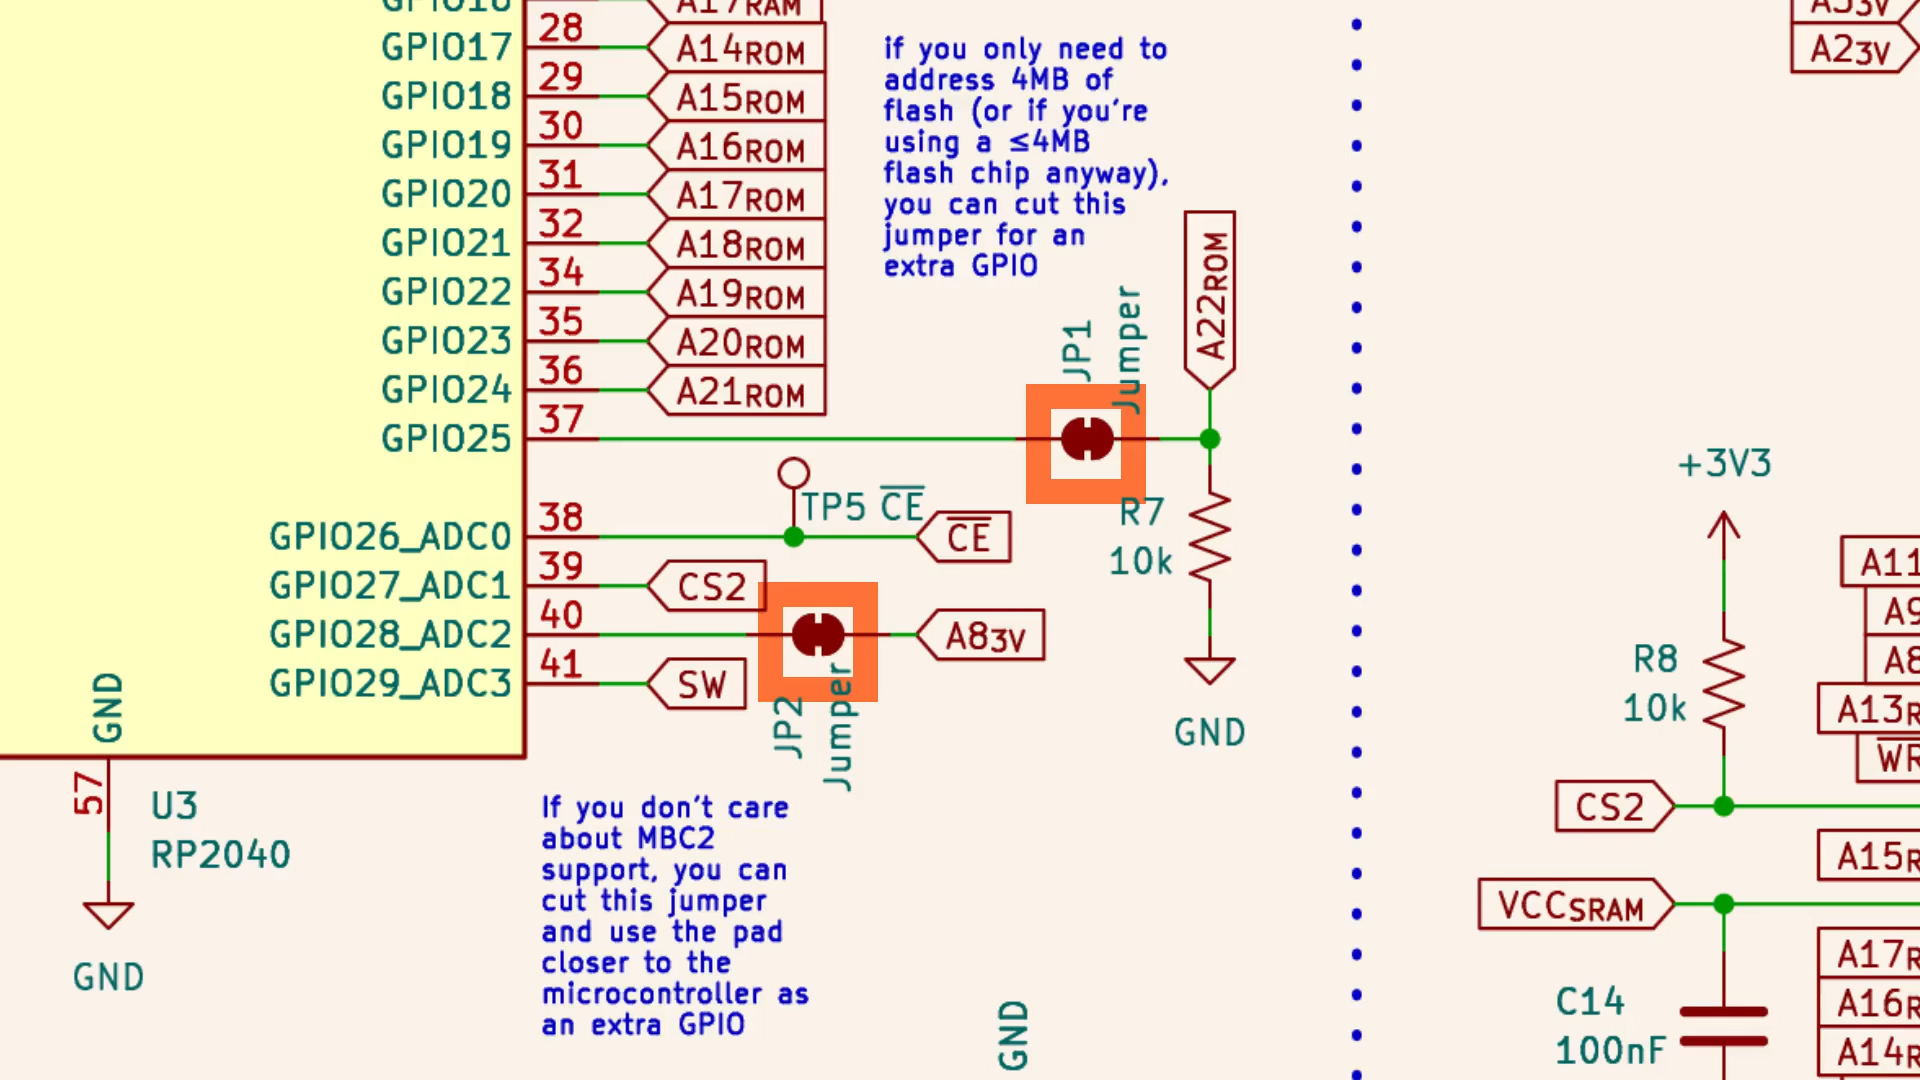 GPIO16
A17RAM
28
GPIO17
A14ROM
29
GPIO18
A15ROM
30
GPIO19
A16ROM
31
GPIO20
A17ROM
32
GPIO21
A18ROM
34
GPIO22
A19ROM
35
GPIO23
A20ROM
36
GPIO24
A21ROM
37
GPIO25
38
GPIO26_ADC0
TP5 CE
CE
39
GPIO27_ADC1
CS2
40
GPIO28_ADC2
A83V
41
GPIO29_ADC3
SW
JP2
Jumper
GND
57
U3
RP2040
GND
if you only need to
address 4MB of
flash (or if you're
using a ≤4MB
flash chip anyway),
you can cut this
jumper for an
extra GPIO
JP1
Jumper
A22ROM
R7
10k
GND
If you don't care
about MBC2
support, you can
cut this jumper
and use the pad
closer to the
microcontroller as
an extra GPIO
GND
A23V
+3V3
R8
10k
A11
A9
A8
A13R
WR
CS2
A15R
VCCSRAM
A17R
C14
100nF
A16R
A14R